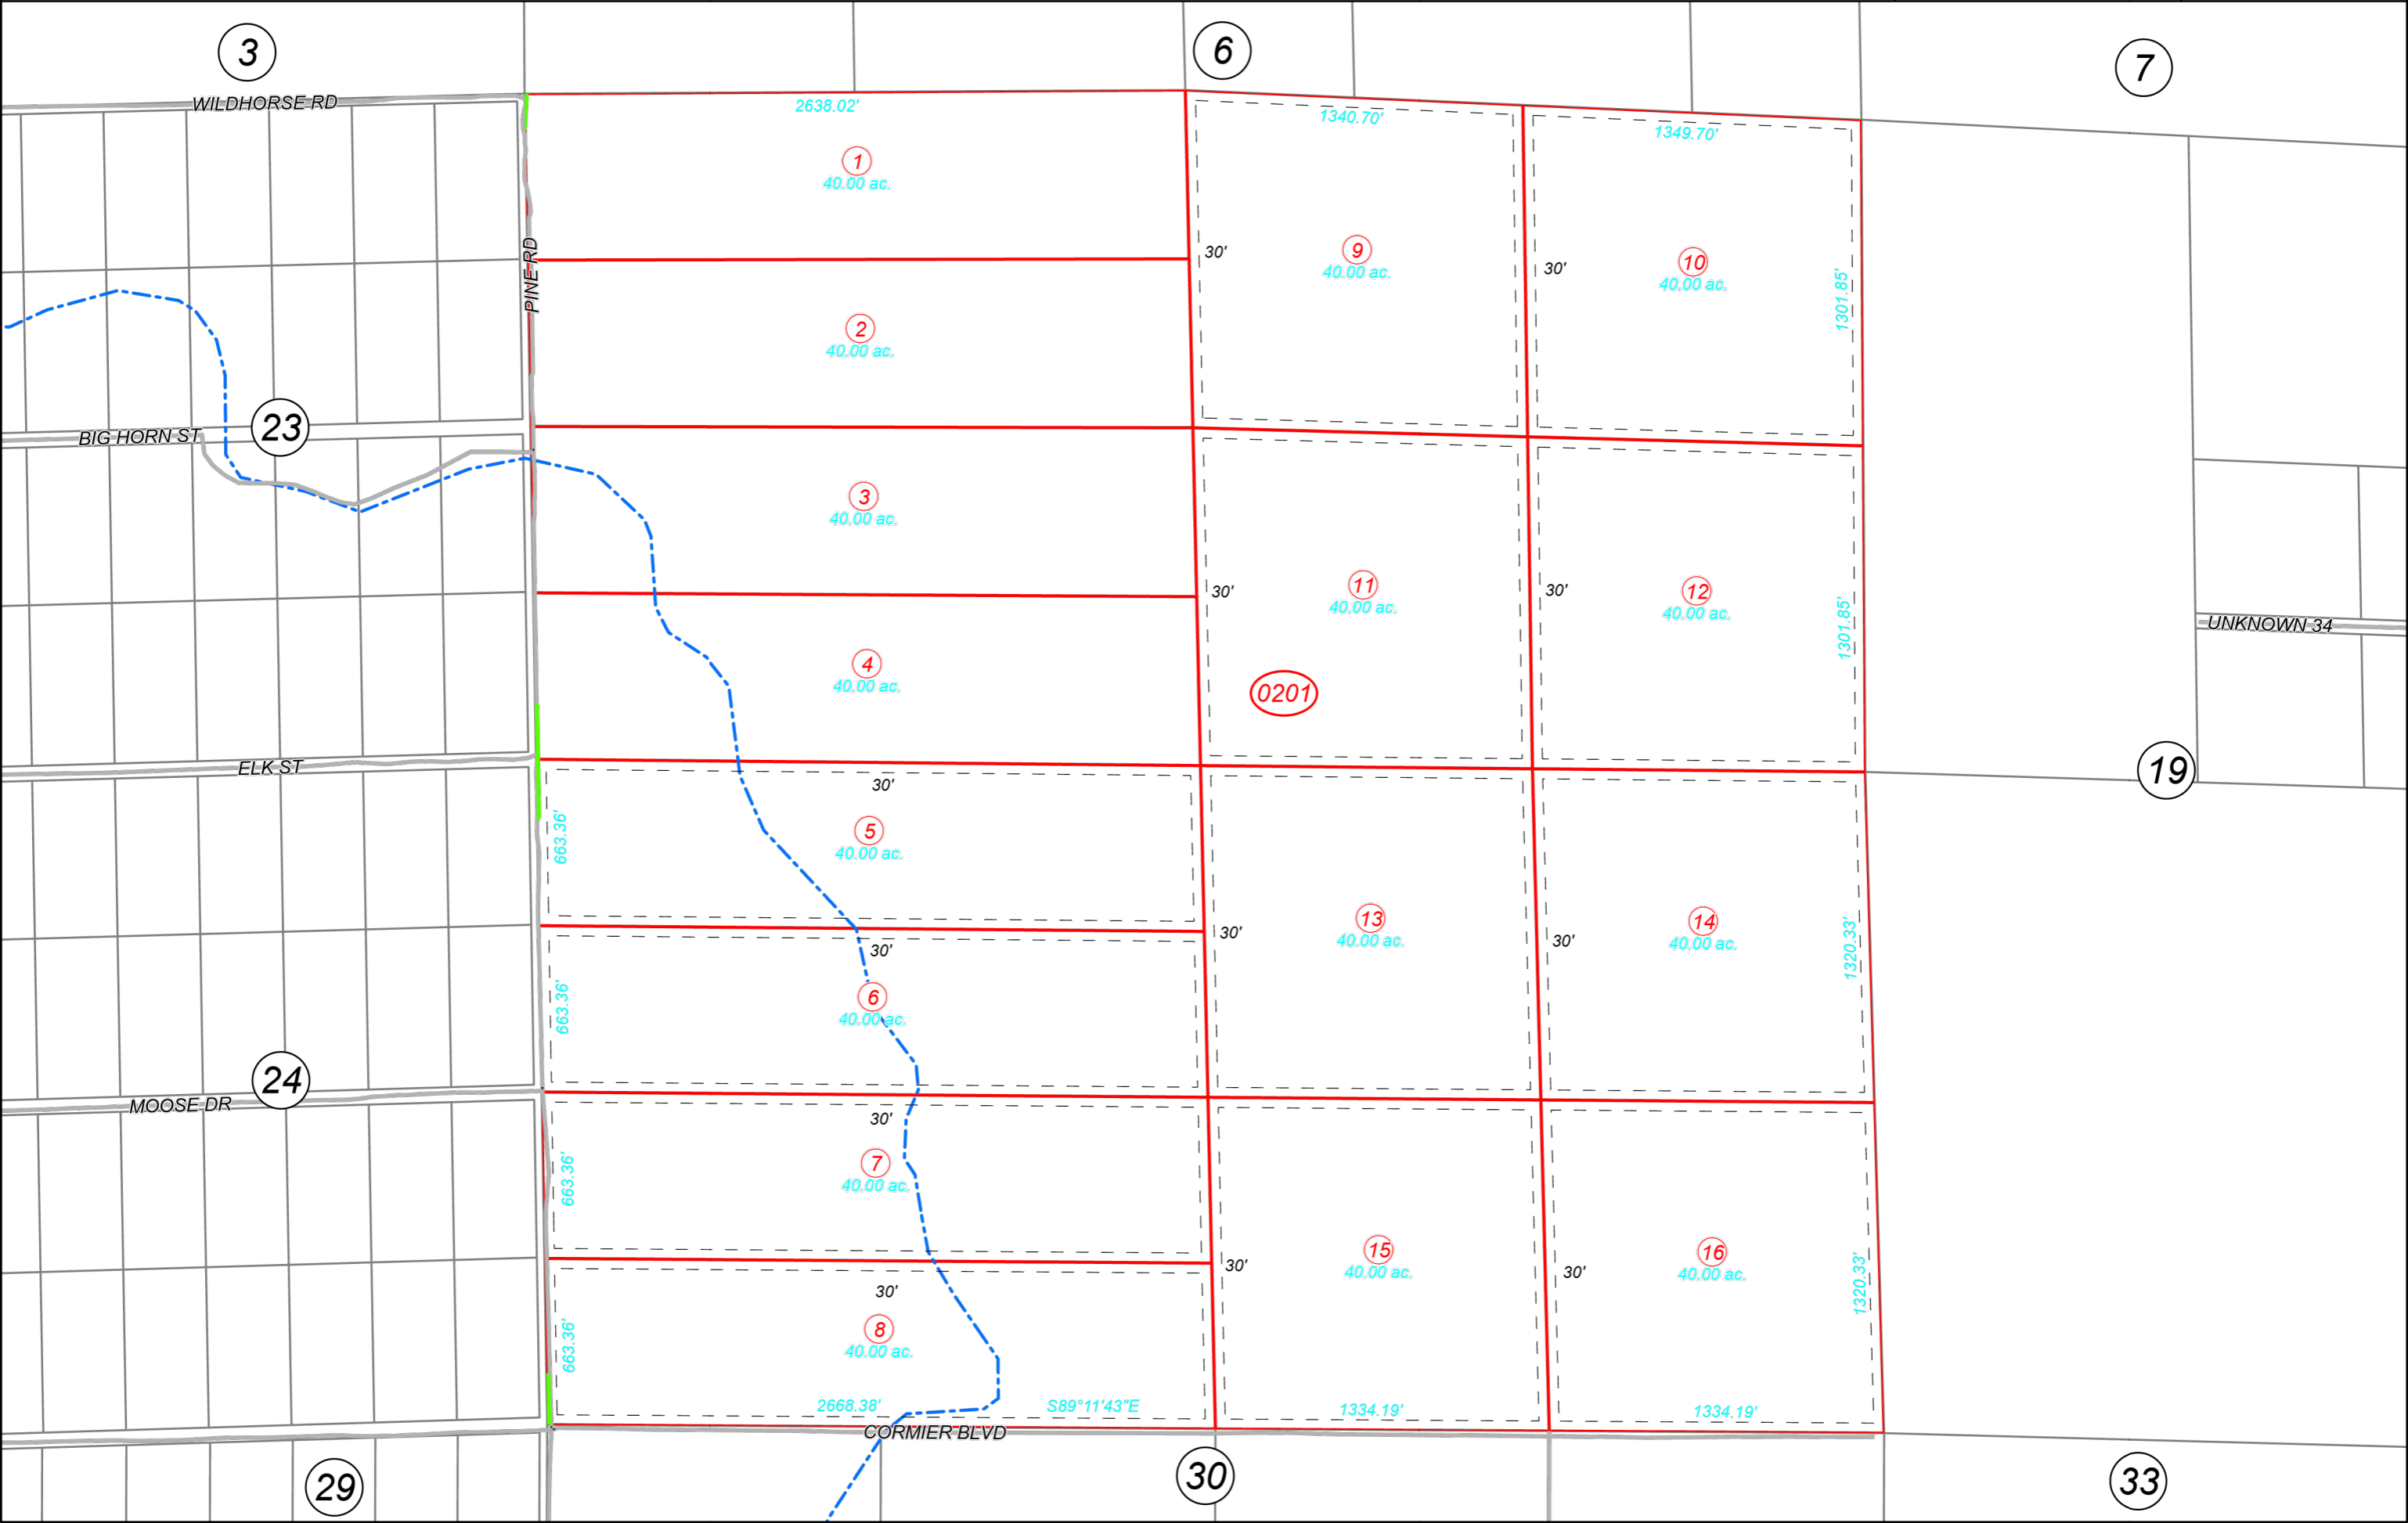 3
6
7
WILDHORSE RD
2638.02'
1340.70'
1349.70'
1
40.00 ac.
PINE RD
30'
9
40.00 ac.
30'
10
40.00 ac.
1301.85'
2
40.00 ac.
23
BIG HORN ST
3
40.00 ac.
30'
11
40.00 ac.
30'
12
40.00 ac.
1301.85'
UNKNOWN 34
4
40.00 ac.
0201
ELK ST
19
30'
663.36'
5
40.00 ac.
30'
13
40.00 ac.
30'
14
40.00 ac.
1320.33'
30'
663.36'
6
40.00 ac.
24
MOOSE DR
30'
663.36'
7
40.00 ac.
30'
15
40.00 ac.
30'
16
40.00 ac.
1320.33'
30'
663.36'
8
40.00 ac.
2668.38'
S89°11'43"E
1334.19'
1334.19'
CORMIER BLVD
29
30
33